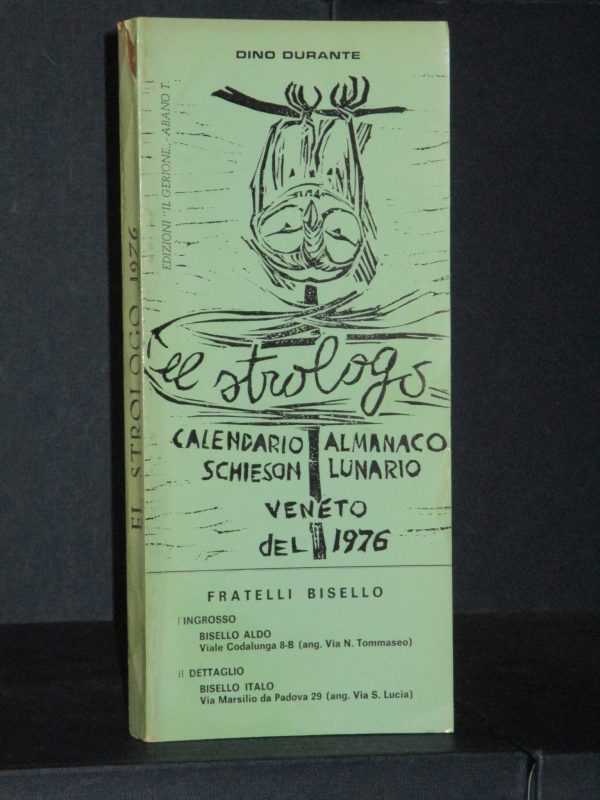 DINO DURANTE
EDIZIONI "IL GERIONE„ - ABANO T.
EL STROLOGO 1976
el strologo
CALENDARIO ALMANACO
SCHIESON LUNARIO
VENETO
DEL 1976
FRATELLI BISELLO
l'INGROSSO
BISELLO ALDO
Viale Codalunga 8-B (ang. Via N. Tommaseo)
Il DETTAGLIO
BISELLO ITALO
Via Marsilio da Padova 29 (ang. Via S. Lucia)